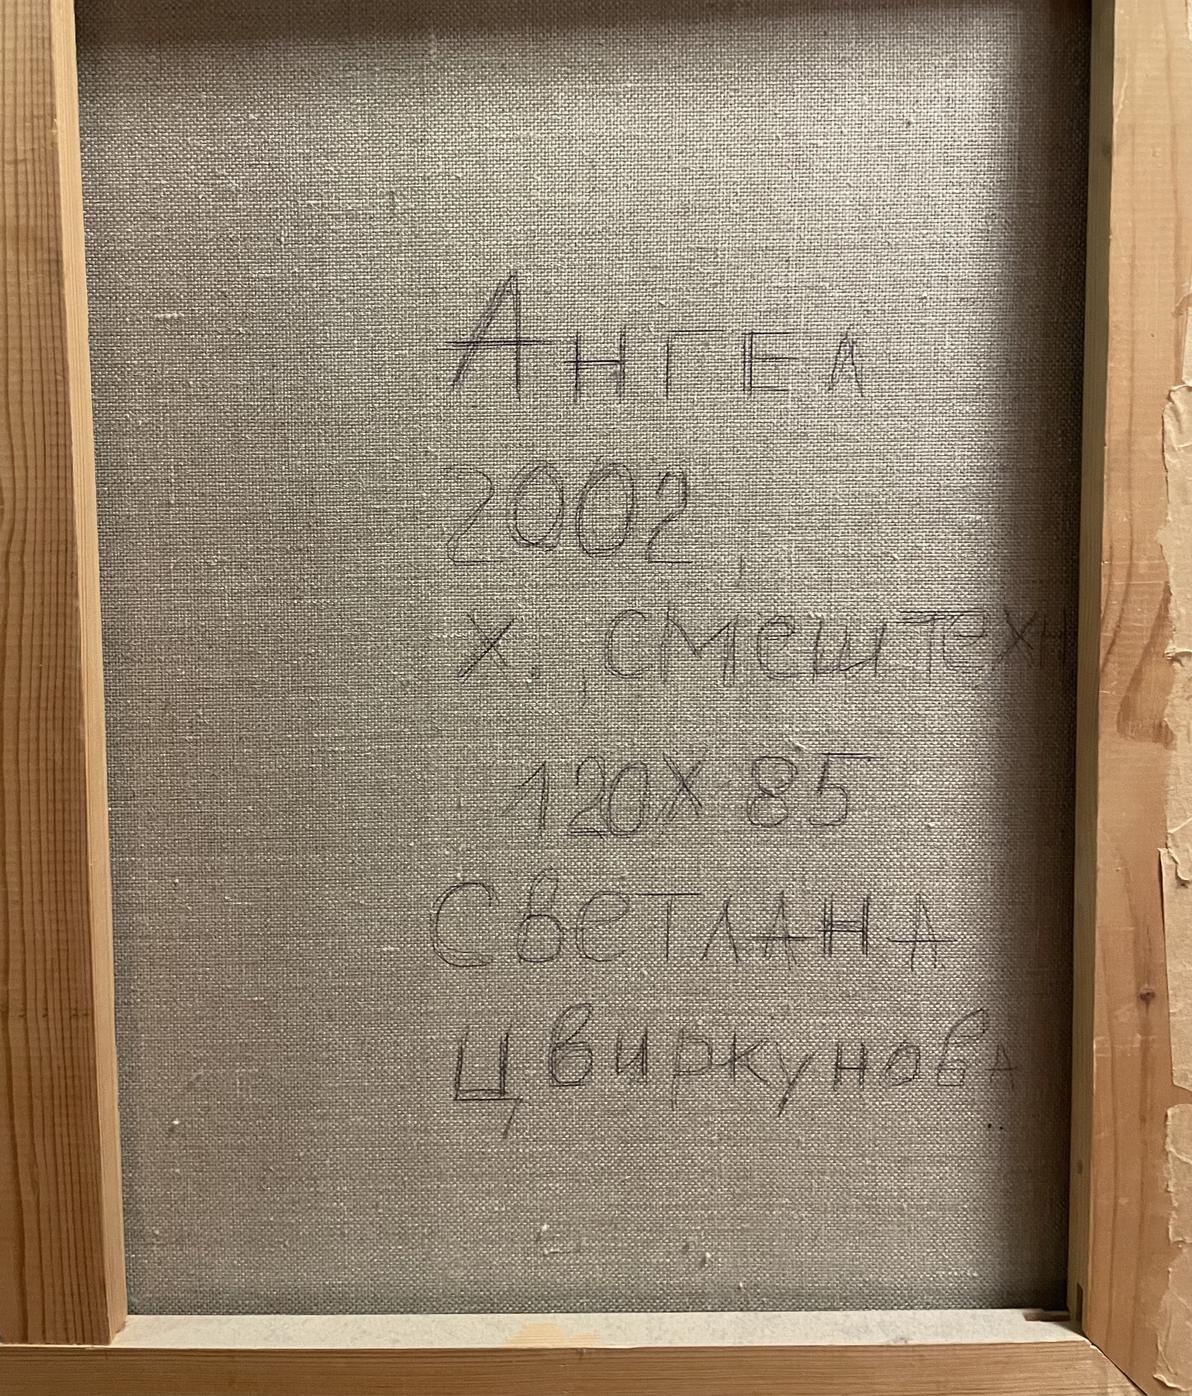 Ангел
2002
х., смеш техн
120х85
Светлана
Цвиркунова